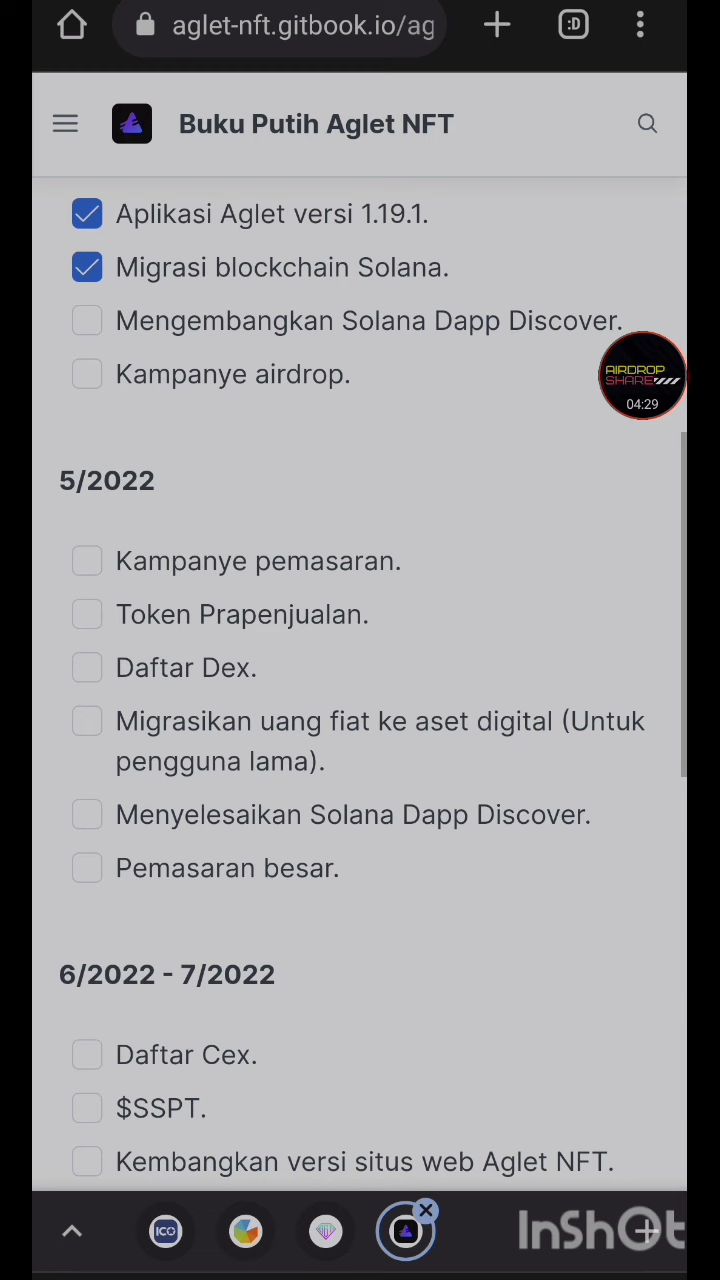 aglet-nft.gitbook.io/ag
:D
Buku Putih Aglet NFT
Aplikasi Aglet versi 1.19.1.
Migrasi blockchain Solana.
Mengembangkan Solana Dapp Discover.
Kampanye airdrop.
AIRDROP
SHARE
04:29
5/2022
Kampanye pemasaran.
Token Prapenjualan.
Daftar Dex.
Migrasikan uang fiat ke aset digital (Untuk
pengguna lama).
Menyelesaikan Solana Dapp Discover.
Pemasaran besar.
6/2022 - 7/2022
Daftar Cex.
$SSPT.
Kembangkan versi situs web Aglet NFT.
ICO
InShOt